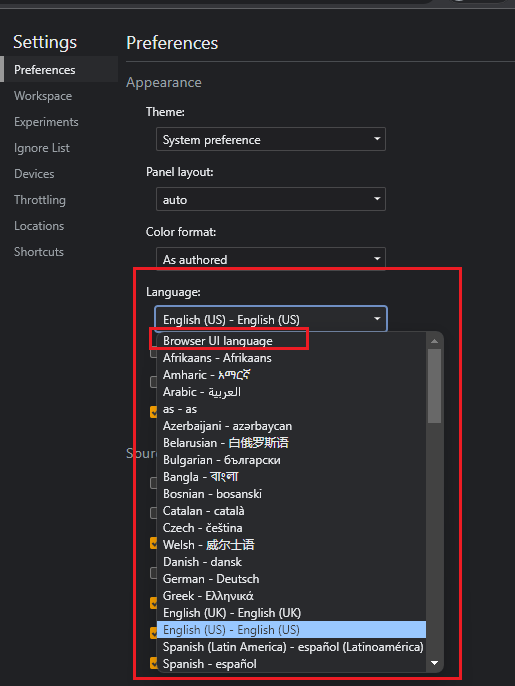 Settings
Preferences
Workspace
Experiments
Ignore List
Devices
Throttling
Locations
Shortcuts
Preferences
Appearance
Theme:
System preference
Panel layout:
auto
Color format:
As authored
Language:
English (US) - English (US)
Browser UI language
Afrikaans - Afrikaans
Amharic - አማርኛ
Arabic - العربية
as - as
Azerbaijani - azərbaycan
Belarusian - 白俄罗斯语
Bulgarian - български
Bangla - বাংলা
Bosnian - bosanski
Catalan - català
Czech - čeština
Welsh - 威尔士语
Danish - dansk
German - Deutsch
Greek - Ελληνικά
English (UK) - English (UK)
English (US) - English (US)
Spanish (Latin America) - español (Latinoamérica)
Spanish - español
Sour